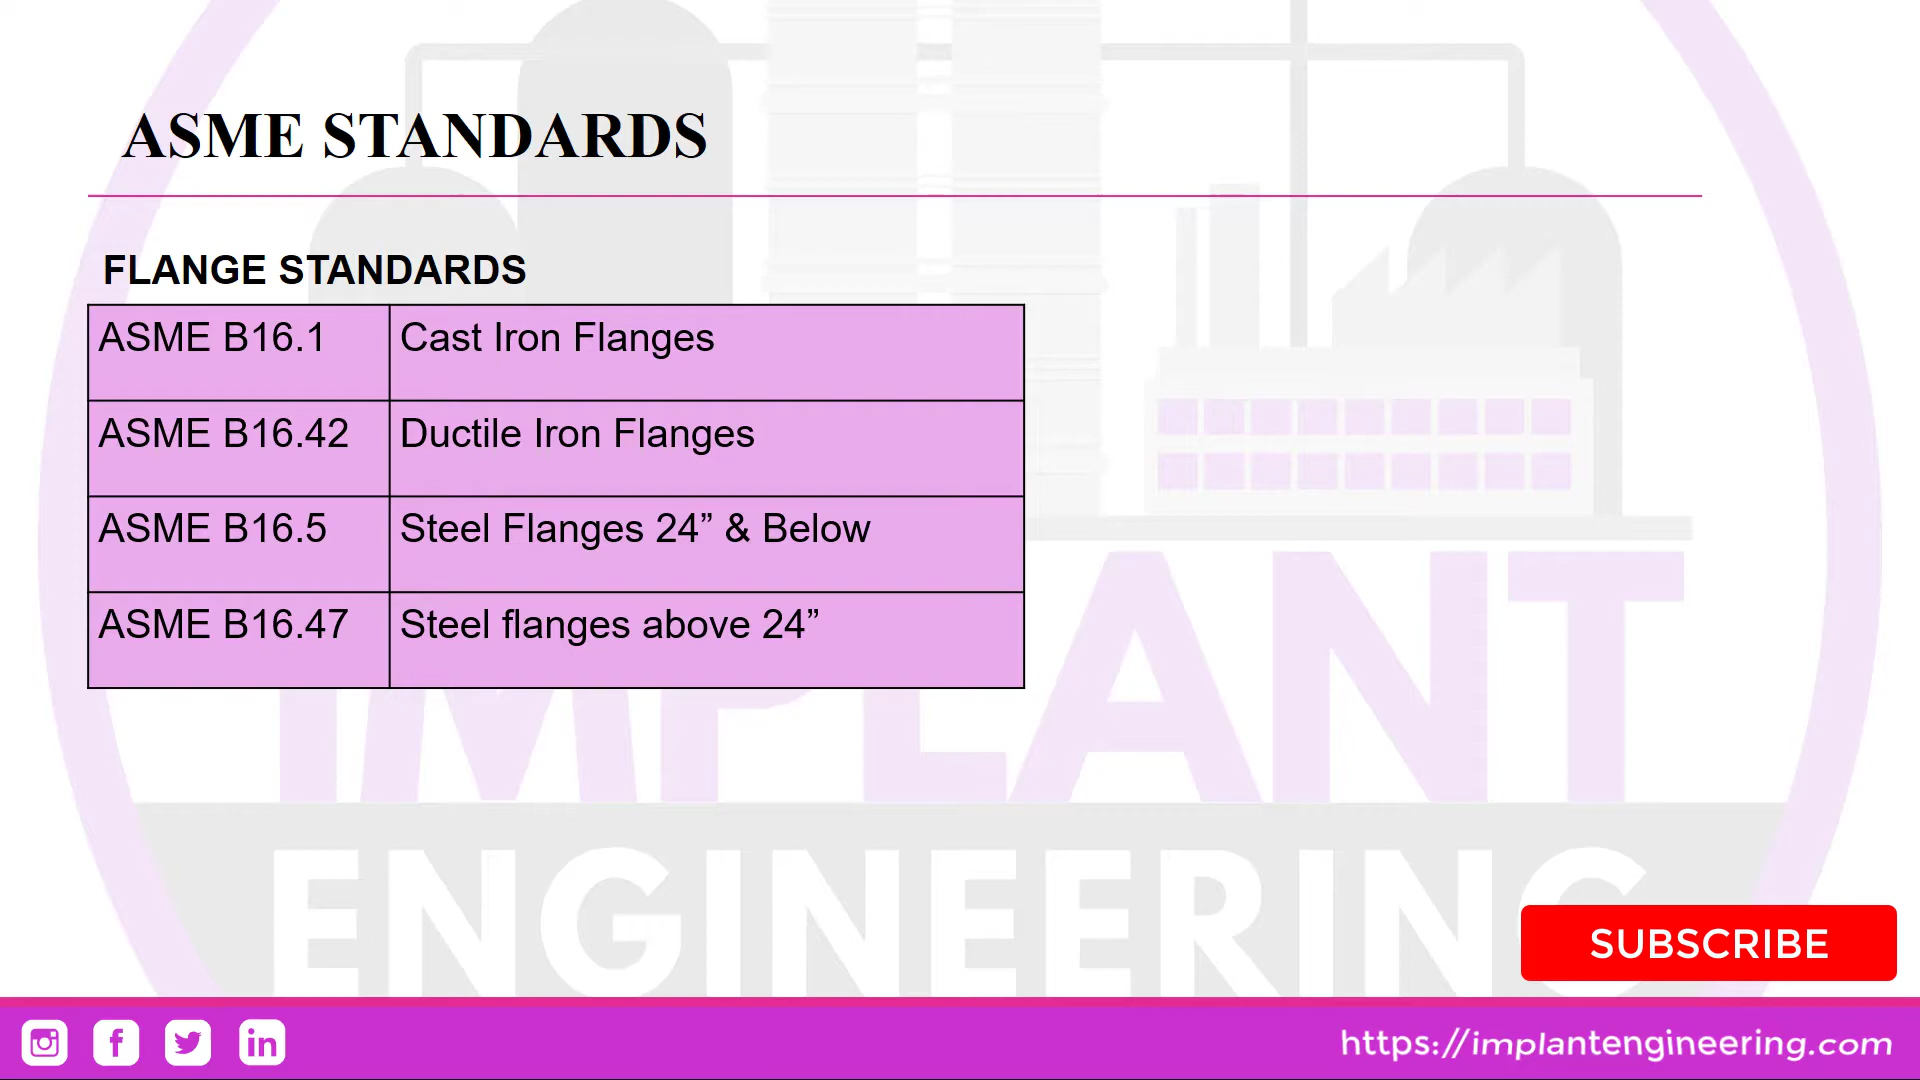 ASME STANDARDS
FLANGE STANDARDS
ASME B16.1 Cast Iron Flanges
ASME B16.42 Ductile Iron Flanges
ASME B16.5 Steel Flanges 24” & Below
ASME B16.47 Steel flanges above 24”
IMPLANT
ENGINEERING
SUBSCRIBE
https://implantengineering.com